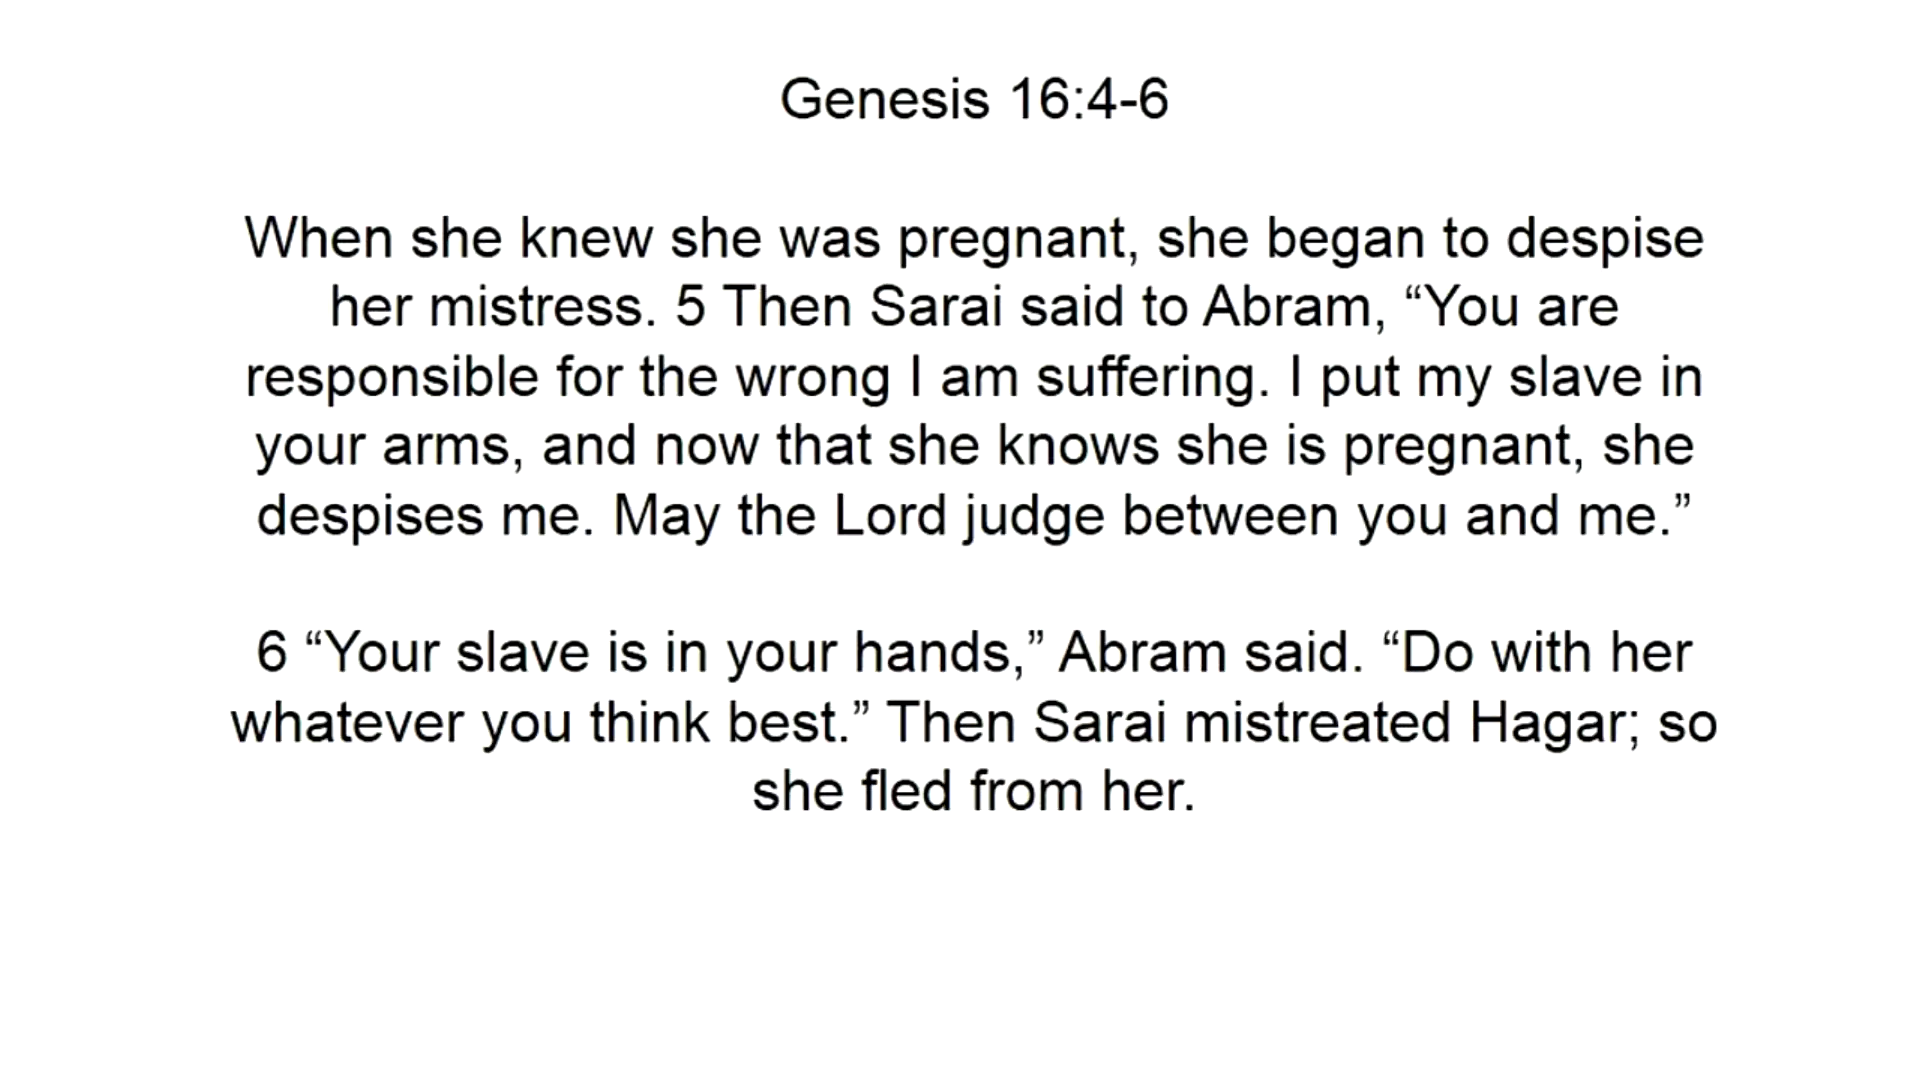 Genesis 16:4-6
When she knew she was pregnant, she began to despise
her mistress. 5 Then Sarai said to Abram, “You are
responsible for the wrong I am suffering. I put my slave in
your arms, and now that she knows she is pregnant, she
despises me. May the Lord judge between you and me.”
6 “Your slave is in your hands,” Abram said. “Do with her
whatever you think best.” Then Sarai mistreated Hagar; so
she fled from her.